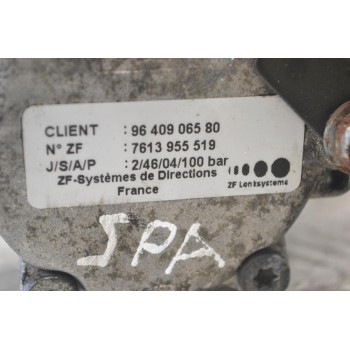 CLIENT : 96 409 065 80
N° ZF : 7613 955 519
J/S/A/P : 2/46/04/100 bar
ZF-Systèmes de Directions
France
ZF Lenksysteme
SPA